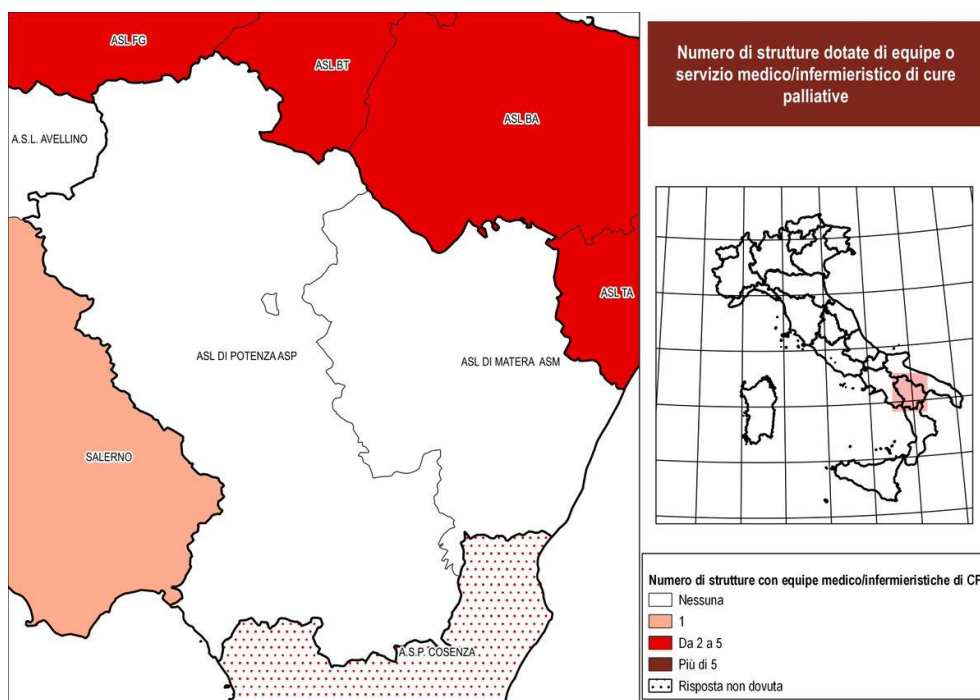 ASL FG
ASL BT
ASL BA
A.S.L. AVELLINO
ASL TA
ASL DI POTENZA ASP
ASL DI MATERA ASM
SALERNO
A.S.P. COSENZA
Numero di strutture dotate di equipe o
servizio medico/infermieristico di cure
palliative
Numero di strutture con equipe medico/infermieristiche di CP
Nessuna
1
Da 2 a 5
Più di 5
Risposta non dovuta